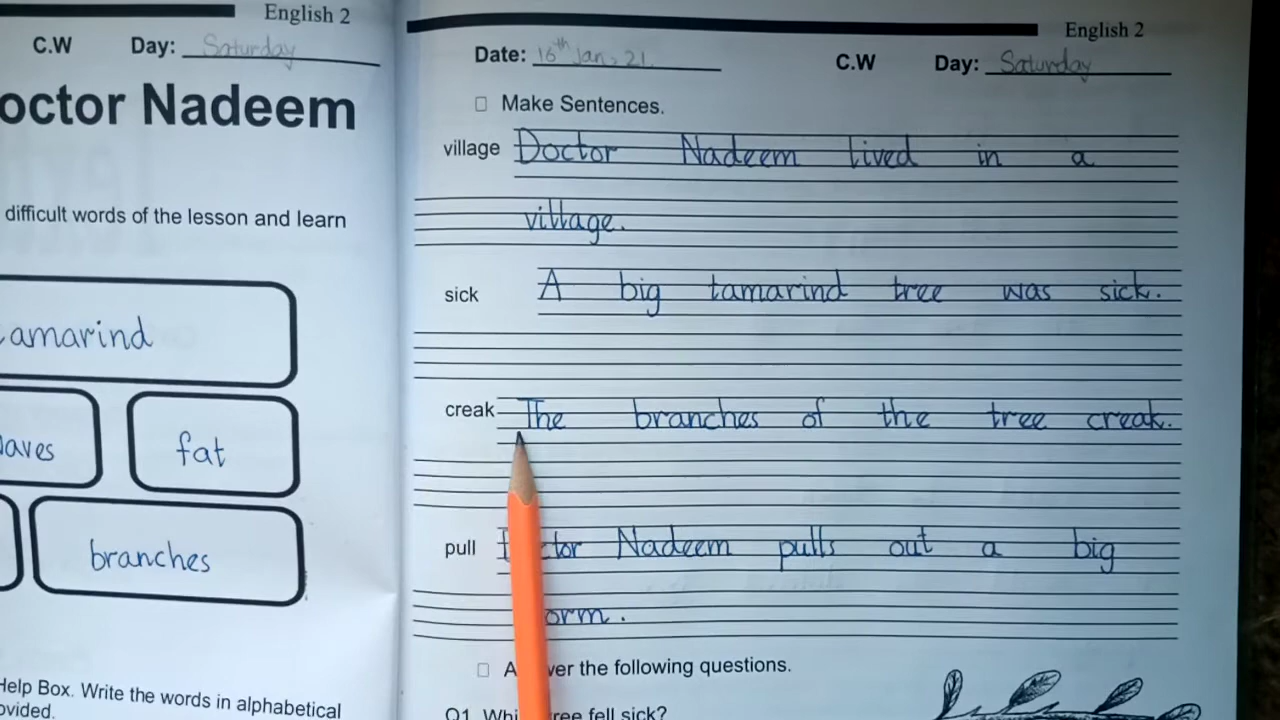 English 2
C.W Day: Saturday
octor Nadeem
difficult words of the lesson and learn
amarind
aves
fat
branches
Help Box. Write the words in alphabetical
ovided.
English 2
Date: 16th Jan, 21. C.W Day: Saturday
Make Sentences.
village Doctor Nadeem lived in a
village.
sick A big tamarind tree was sick.
creak The branches of the tree creak.
pull tor Nadeem pulls out a big
orm.
A ver the following questions.
Q1 Whi ree fell sick?